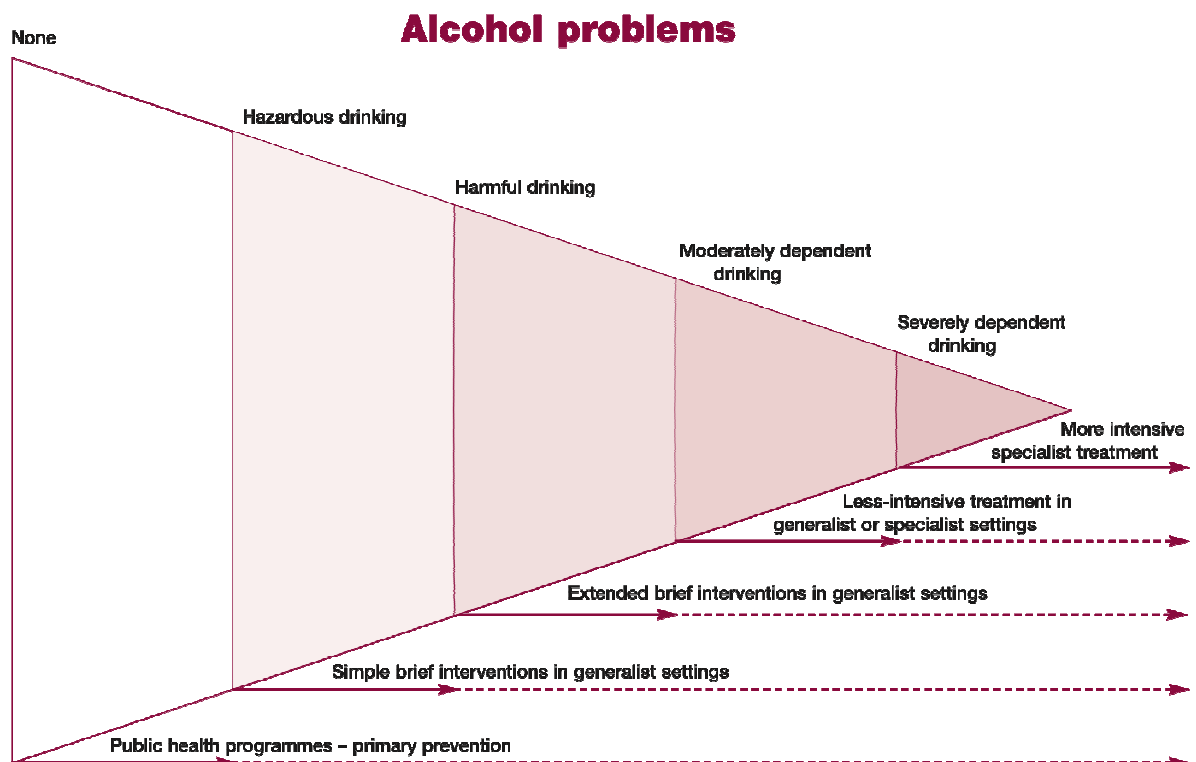 Alcohol problems
None
Hazardous drinking
Harmful drinking
Moderately dependent
drinking
Severely dependent
drinking
More intensive
specialist treatment
Less-intensive treatment in
generalist or specialist settings
Extended brief interventions in generalist settings
Simple brief interventions in generalist settings
Public health programmes – primary prevention